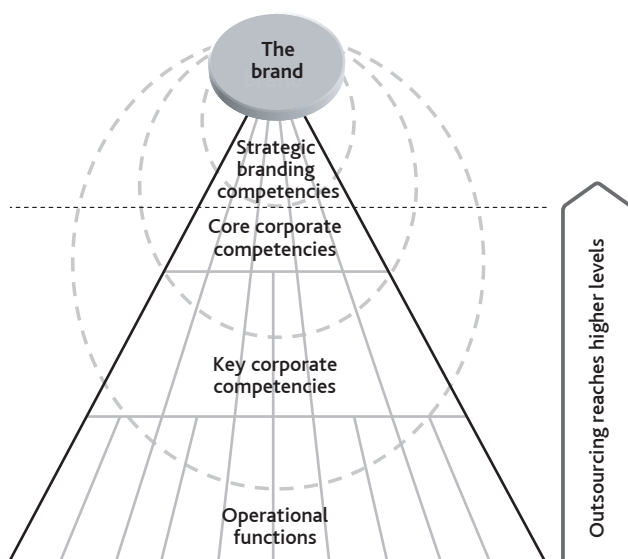 The
brand
Strategic
branding
competencies
Core corporate
competencies
Key corporate
competencies
Operational
functions
Outsourcing reaches higher levels